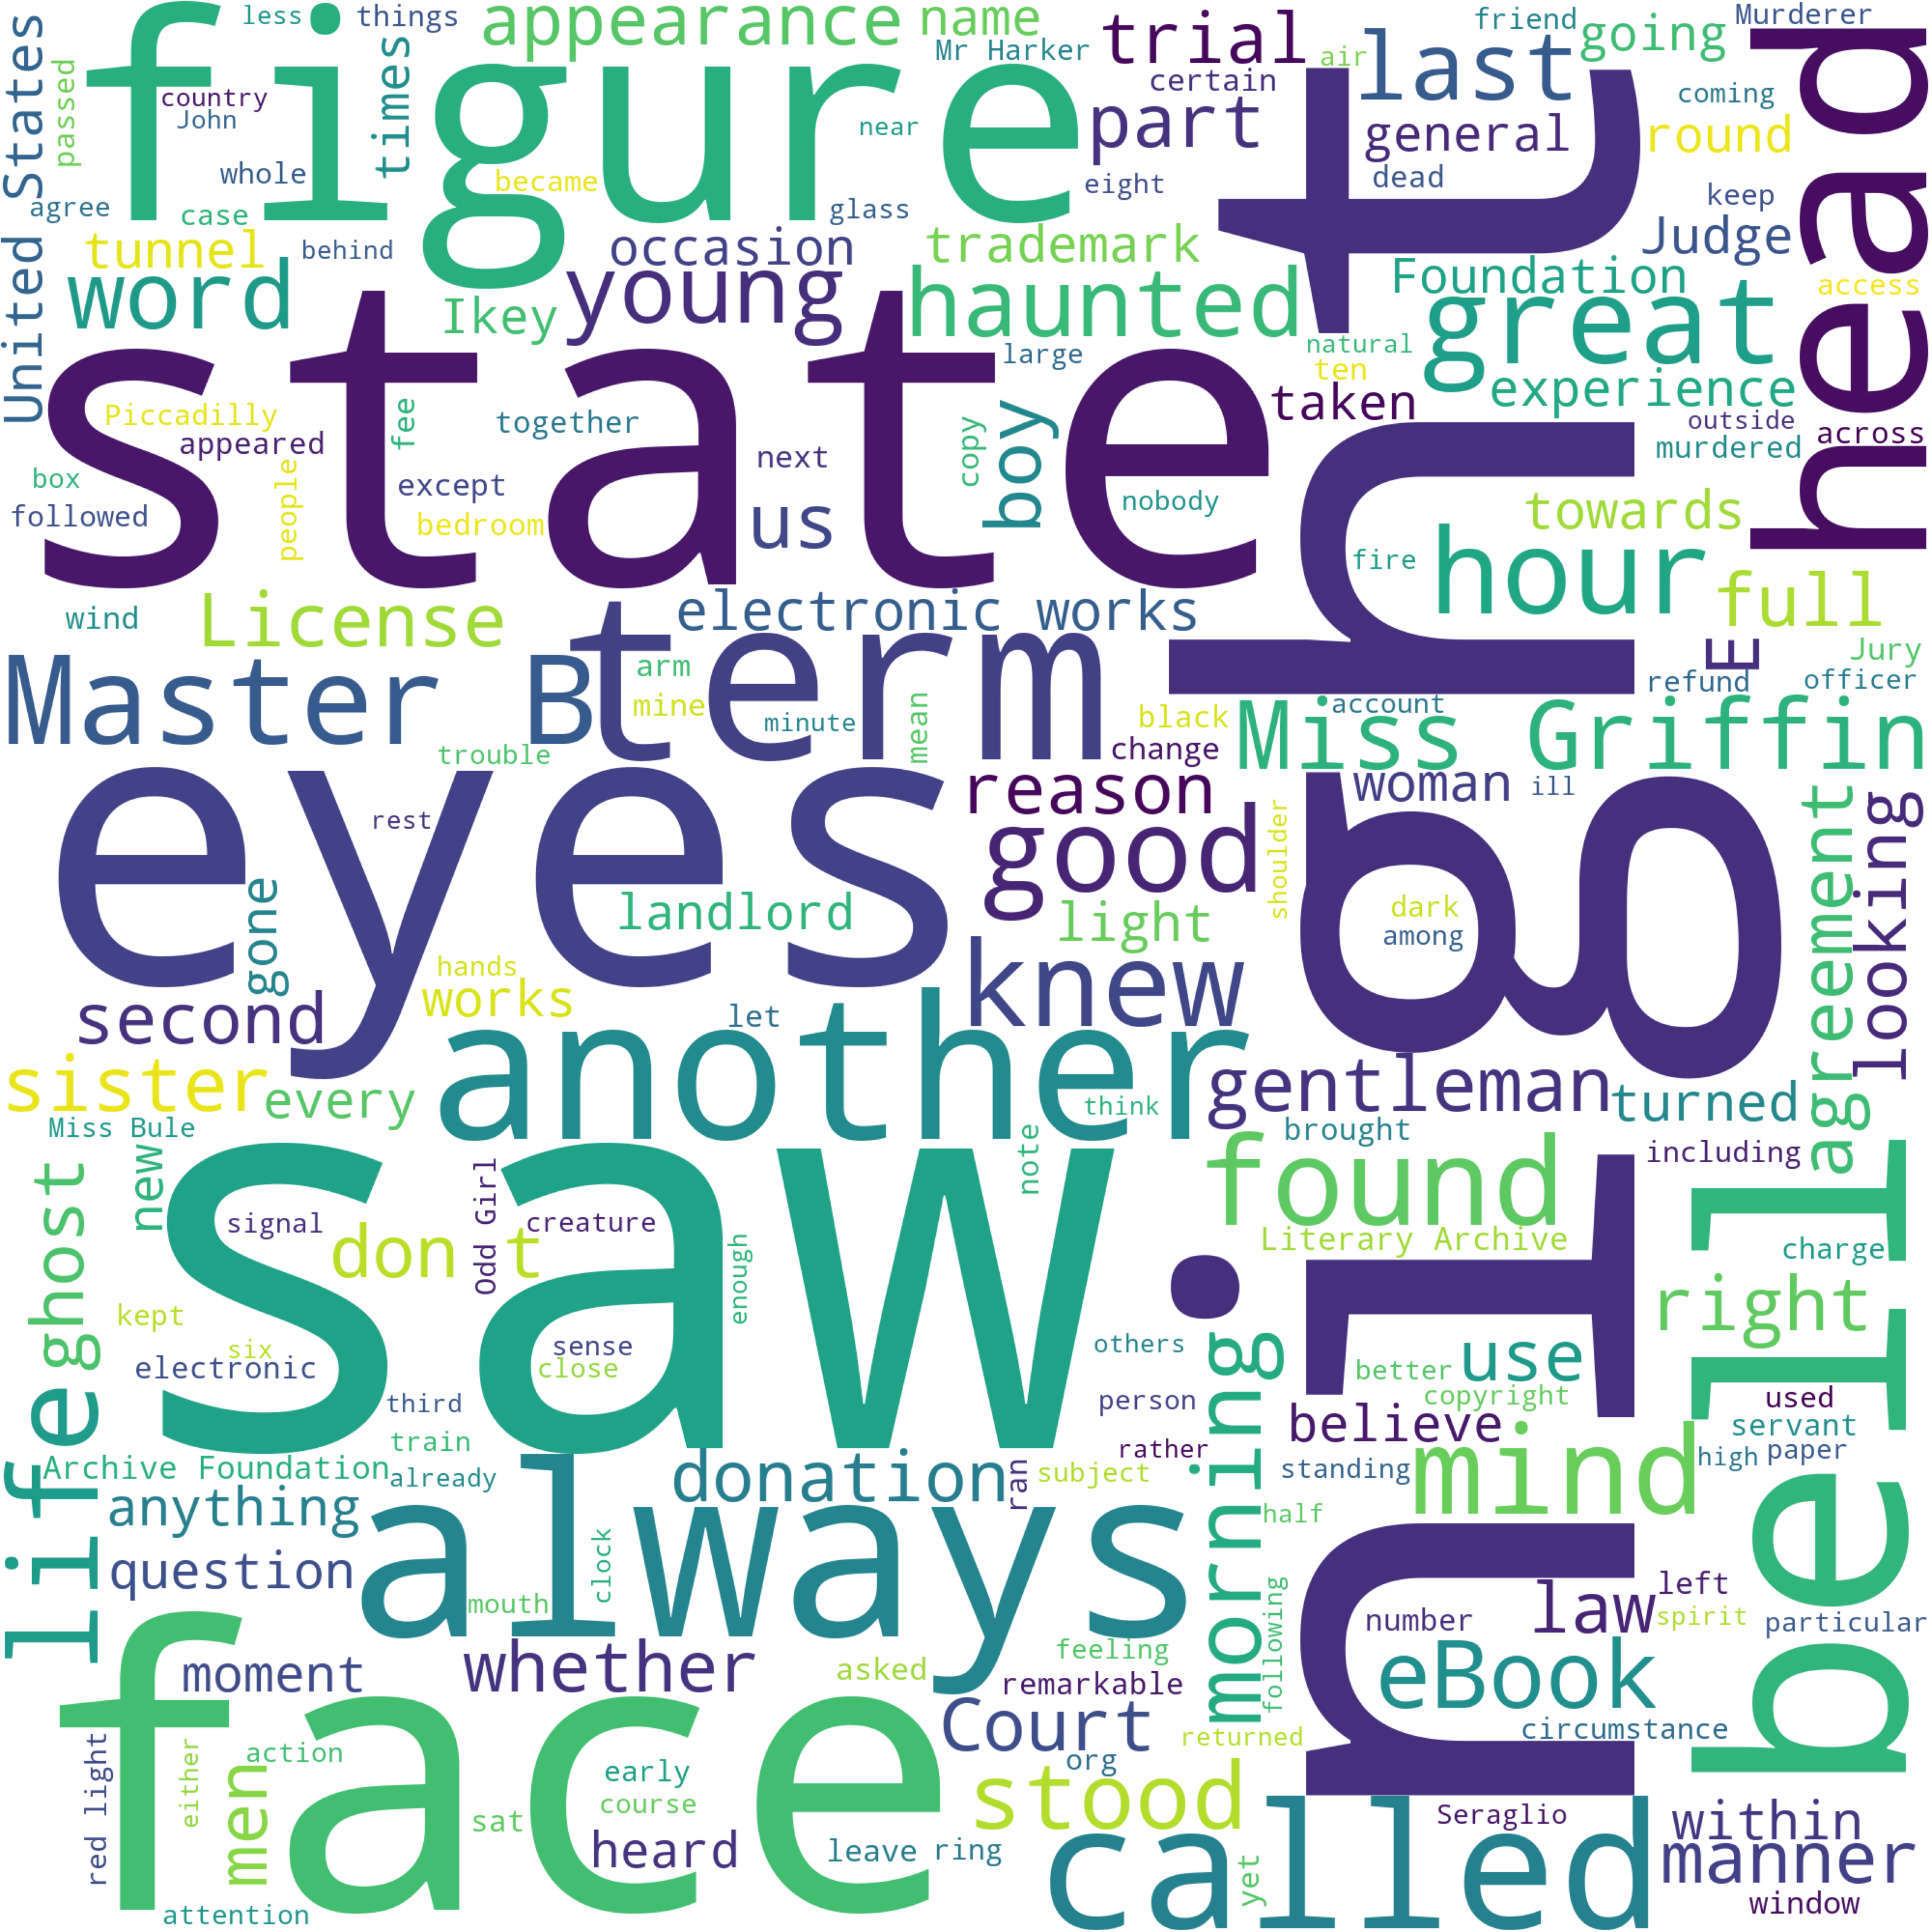 less things appearance name trial last friend going Murderer
figure Mr Harker air head
United States passed country John times near certain part general coming round
whole became glass eight dead keep
agree case behind occasion trademark Judge
tunnel word Ikey young haunted Foundation access
state large natural ten great experience
Piccadilly appeared fee together next copy boy taken outside murdered across
box followed people except bedroom us nobody night fire hour towards
wind License electronic works full
Master B term arm mine minute mean black change E Jury refund officer
trouble account Miss Griffin
eyes rest reason good woman ill agreement looking
gone landlord shoulder light dark among
second hands works let knew
sister every another think gentleman turned
Miss Bule brought
ghost new saw note found including
signal don t Odd Girl creature enough Literary Archive charge
kept six electronic sense close others right
third person better use copyright used
life train believe servant
Archive Foundation already donation ran subject rather standing mind high paper
anything always half morning bell
question clock mouth following law left
number spirit particular
face moment whether feeling asked remarkable eBook
Court returned circumstance
red light either men action early course org stood
sat heard leave ring yet called Seraglio within
manner
attention window